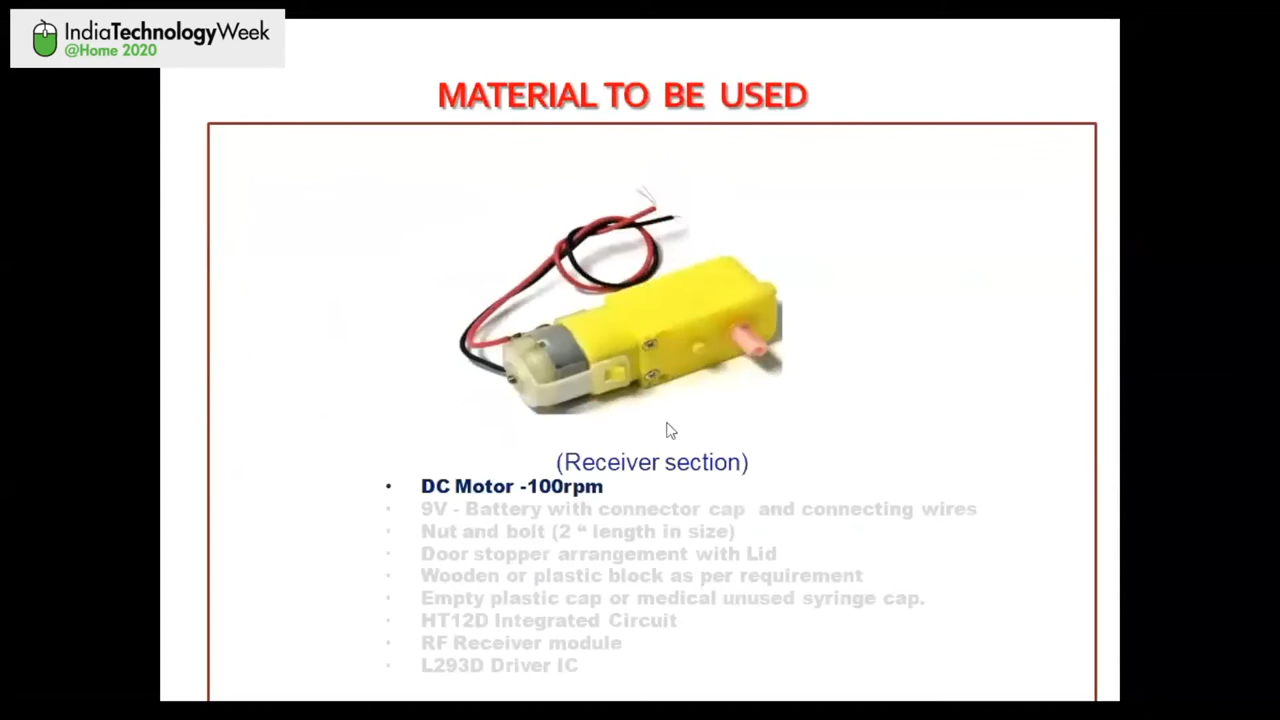 IndiaTechnologyWeek
@Home 2020
MATERIAL TO BE USED
(Receiver section)
• DC Motor -100rpm
• 9V - Battery with connector cap and connecting wires
• Nut and bolt (2 “ length in size)
• Door stopper arrangement with Lid
• Wooden or plastic block as per requirement
• Empty plastic cap or medical unused syringe cap.
• HT12D Integrated Circuit
• RF Receiver module
• L293D Driver IC